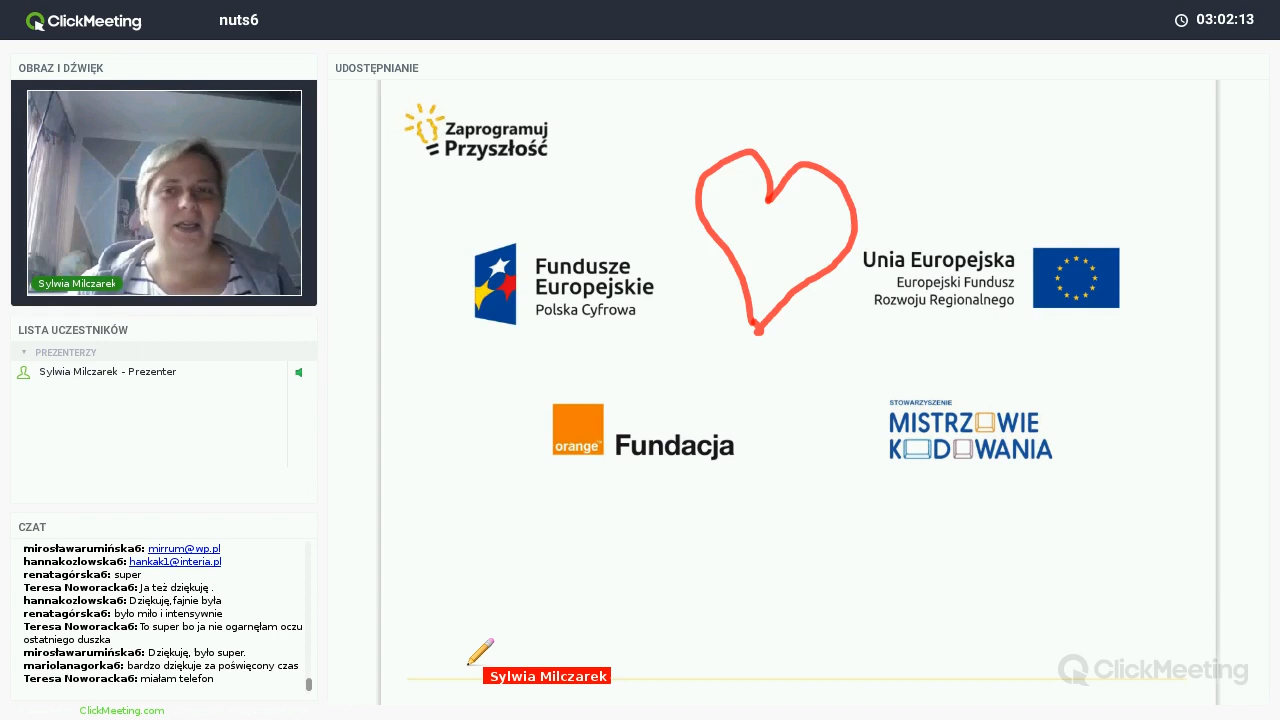 ClickMeeting
nuts6
03:02:13
OBRAZ I DŹWIĘK
Sylwia Milczarek
LISTA UCZESTNIKÓW
PREZENTERZY
Sylwia Milczarek - Prezenter
CZAT
mirosławarumińska6: mirrum@wp.pl
hannakozlowska6: hankak1@interia.pl
renatagórska6: super
Teresa Noworacka6: Ja też dziękuję .
hannakozlowska6: Dziękuję,fajnie była
renatagórska6: było miło i intensywnie
Teresa Noworacka6: To super bo ja nie ogarnęłam oczu
ostatniego duszka
mirosławarumińska6: Dziękuję, było super.
mariolanagorka6: bardzo dziękuje za poświęcony czas
Teresa Noworacka6: miałam telefon
ClickMeeting.com
UDOSTĘPNIANIE
Zaprogramuj
Przyszłość
Fundusze
Europejskie
Polska Cyfrowa
Unia Europejska
Europejski Fundusz
Rozwoju Regionalnego
orange™
Fundacja
STOWARZYSZENIE
MISTRZOWIE
KODOWANIA
Sylwia Milczarek
ClickMeeting